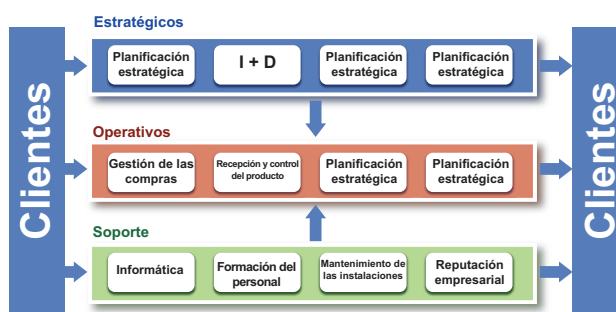 Estratégicos
Clientes
Planificación
estratégica
I + D
Planificación
estratégica
Planificación
estratégica
Operativos
Gestión de las
compras
Recepción y control
del producto
Planificación
estratégica
Planificación
estratégica
Soporte
Informática
Formación del
personal
Mantenimiento de
las instalaciones
Reputación
empresarial
Clientes